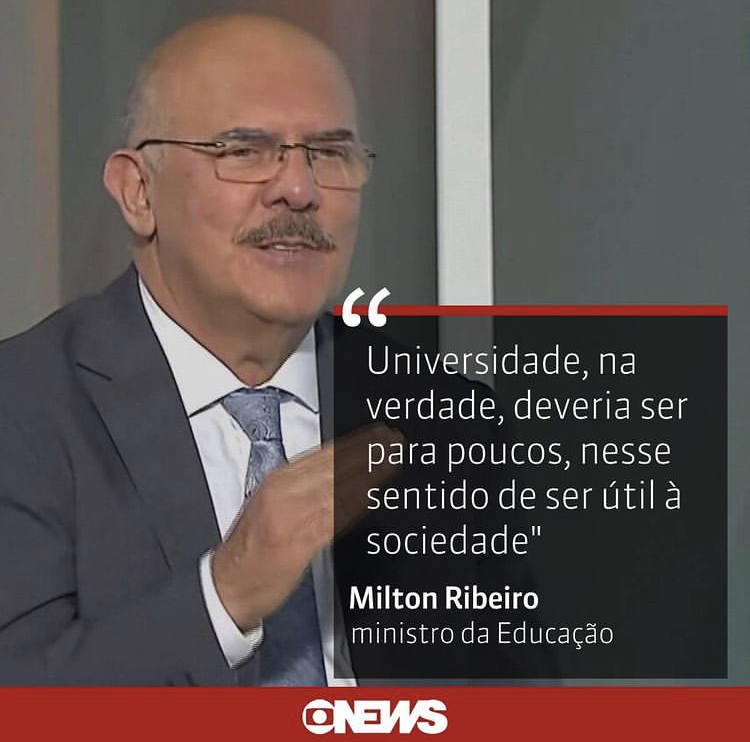 “
Universidade, na
verdade, deveria ser
para poucos, nesse
sentido de ser útil à
sociedade"
Milton Ribeiro
ministro da Educação
GNEWS